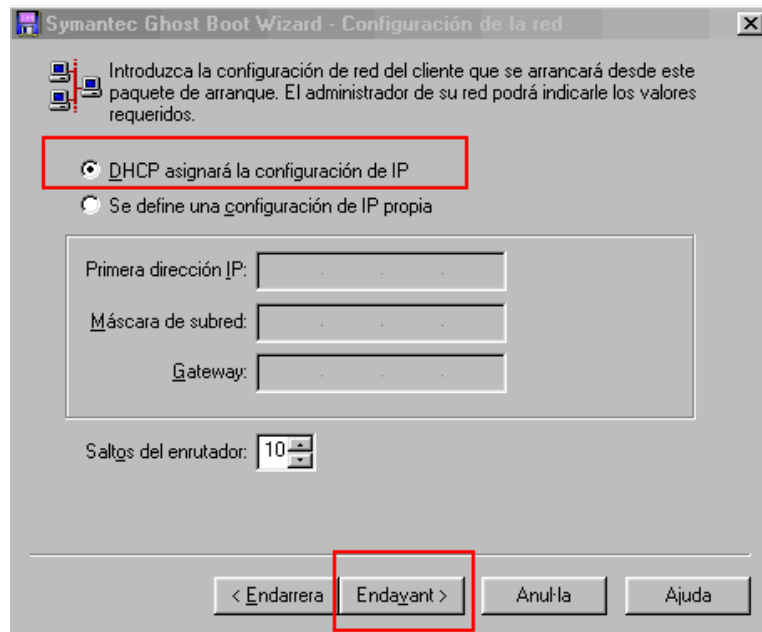 Symantec Ghost Boot Wizard - Configuración de la red
Introduzca la configuración de red del cliente que se arrancará desde este
paquete de arranque. El administrador de su red podrá indicarle los valores
requeridos.
DHCP asignará la configuración de IP
Se define una configuración de IP propia
Primera dirección IP:
Máscara de subred:
Gateway:
Saltos del enrutador: 10
< Endarrera Endavant > Anul·la Ajuda